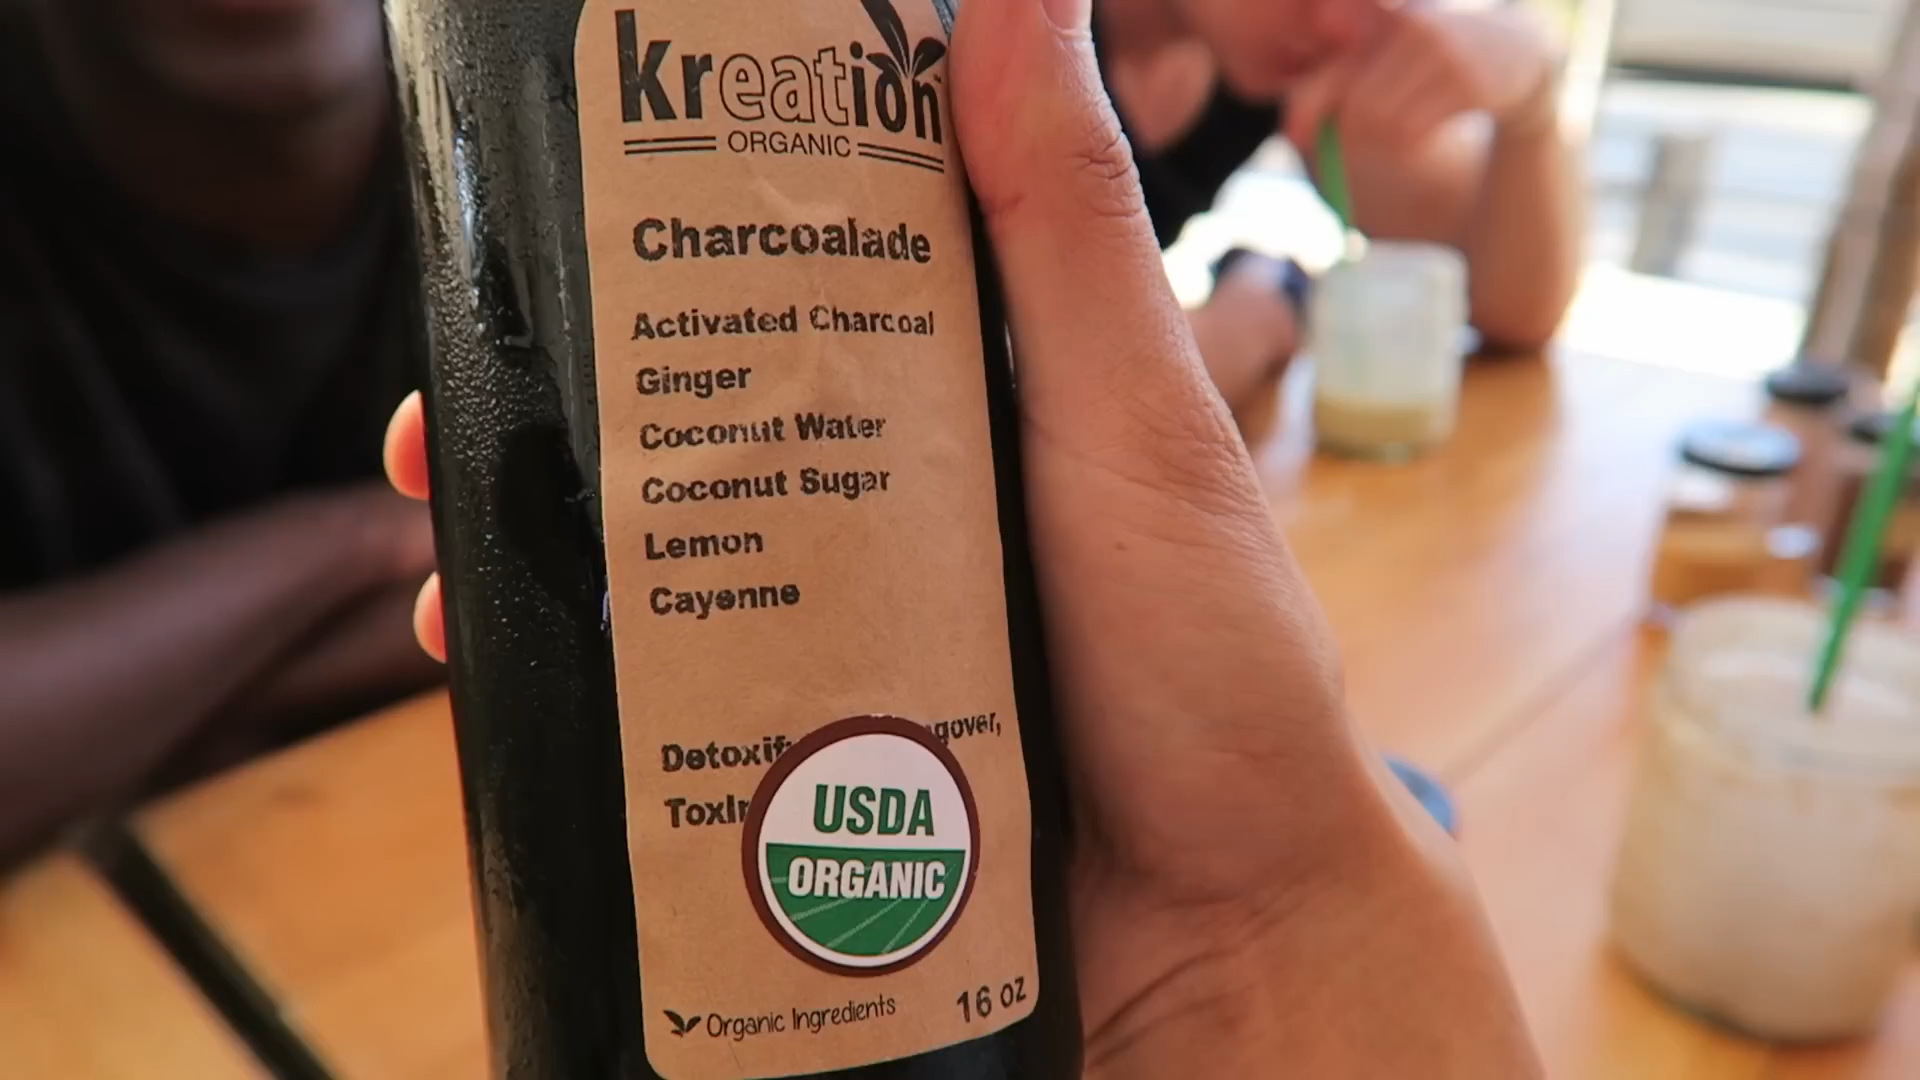 kreation
ORGANIC
Charcoalade
Activated Charcoal
Ginger
Coconut Water
Coconut Sugar
Lemon
Cayenne
USDA
ORGANIC
Organic Ingredients
16 oz